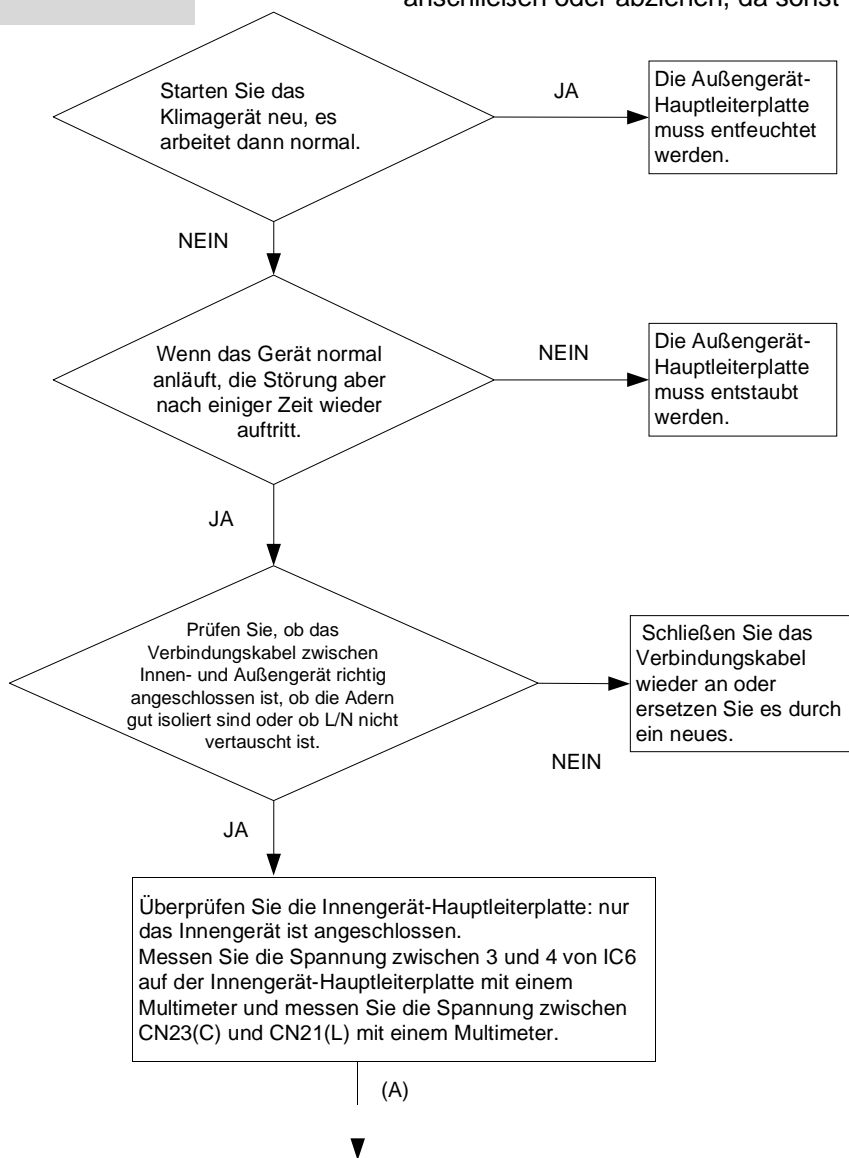 anschließen oder abziehen, da sonst
Starten Sie das
Klimagerät neu, es
arbeitet dann normal.
JA
Die Außengerät-
Hauptleiterplatte
muss entfeuchtet
werden.
NEIN
Wenn das Gerät normal
anläuft, die Störung aber
nach einiger Zeit wieder
auftritt.
NEIN
Die Außengerät-
Hauptleiterplatte
muss entstaubt
werden.
JA
Prüfen Sie, ob das
Verbindungskabel zwischen
Innen- und Außengerät richtig
angeschlossen ist, ob die Adern
gut isoliert sind oder ob L/N nicht
vertauscht ist.
Schließen Sie das
Verbindungskabel
wieder an oder
ersetzen Sie es durch
ein neues.
NEIN
JA
Überprüfen Sie die Innengerät-Hauptleiterplatte: nur
das Innengerät ist angeschlossen.
Messen Sie die Spannung zwischen 3 und 4 von IC6
auf der Innengerät-Hauptleiterplatte mit einem
Multimeter und messen Sie die Spannung zwischen
CN23(C) und CN21(L) mit einem Multimeter.
(A)